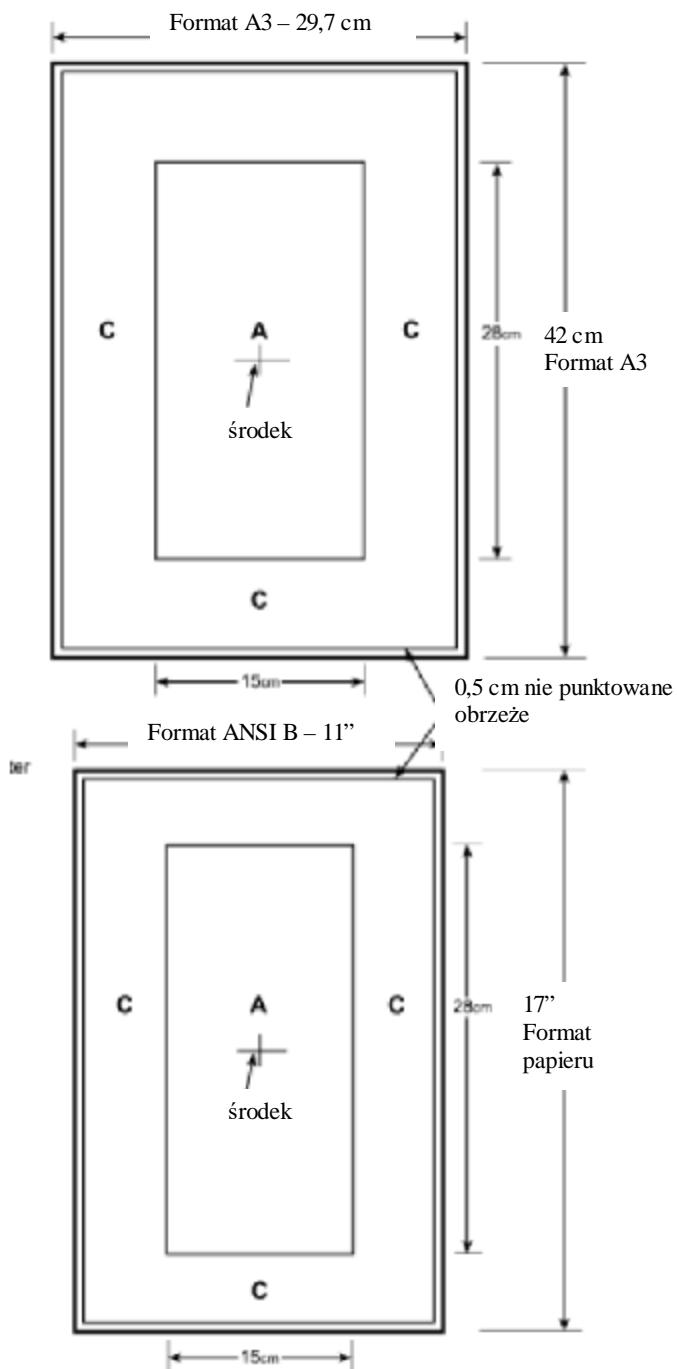 Format A3 – 29,7 cm
C
A
C
28cm
42 cm
Format A3
środek
C
15cm
0,5 cm nie punktowane
obrzeże
Format ANSI B – 11”
ter
C
A
C
28cm
17”
Format
papieru
środek
C
15cm